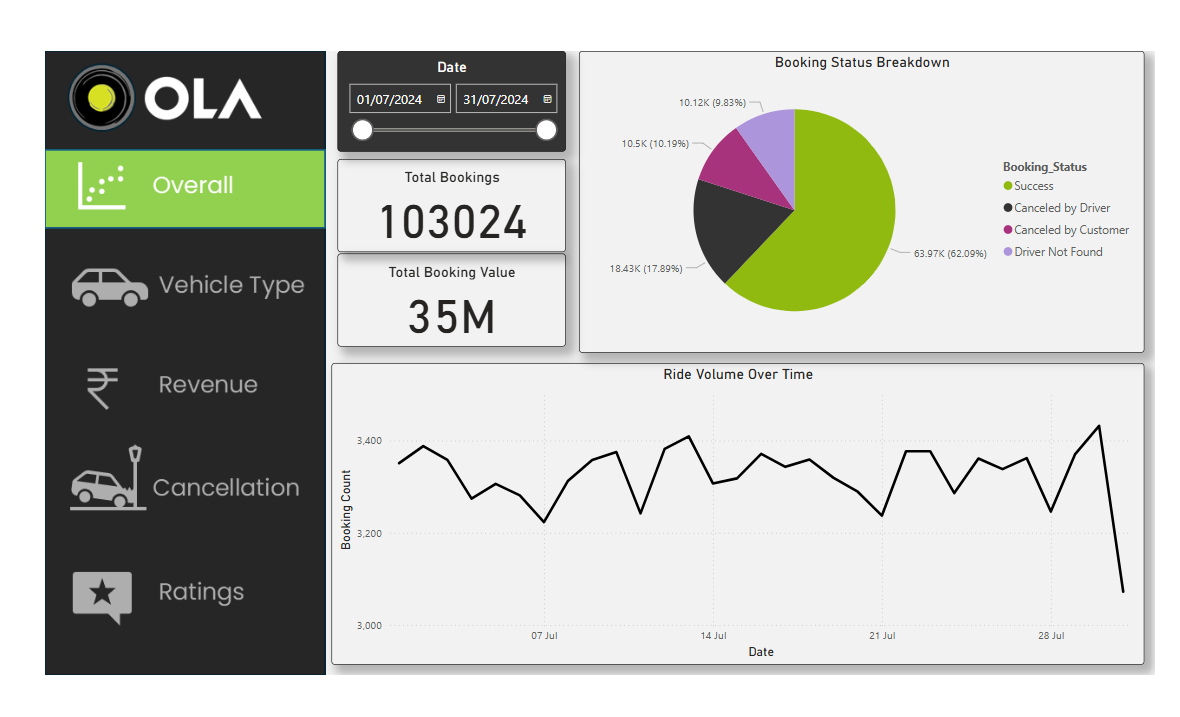 OLA
Overall
Vehicle Type
Revenue
Cancellation
Ratings
Date
01/07/2024
31/07/2024
Total Bookings
103024
Total Booking Value
35M
Booking Status Breakdown
10.12K (9.83%)
10.5K (10.19%)
18.43K (17.89%)
63.97K (62.09%)
Booking_Status
Success
Canceled by Driver
Canceled by Customer
Driver Not Found
Ride Volume Over Time
Booking Count
3,400
3,200
3,000
07 Jul
14 Jul
21 Jul
28 Jul
Date